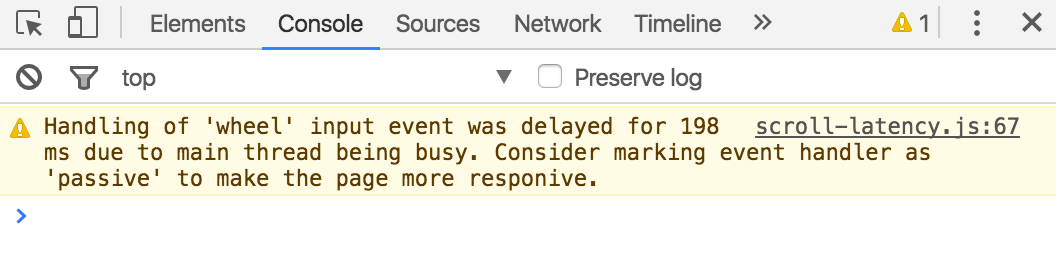 Elements Console Sources Network Timeline 1
top Preserve log
Handling of 'wheel' input event was delayed for 198 scroll-latency.js:67
ms due to main thread being busy. Consider marking event handler as
'passive' to make the page more responive.